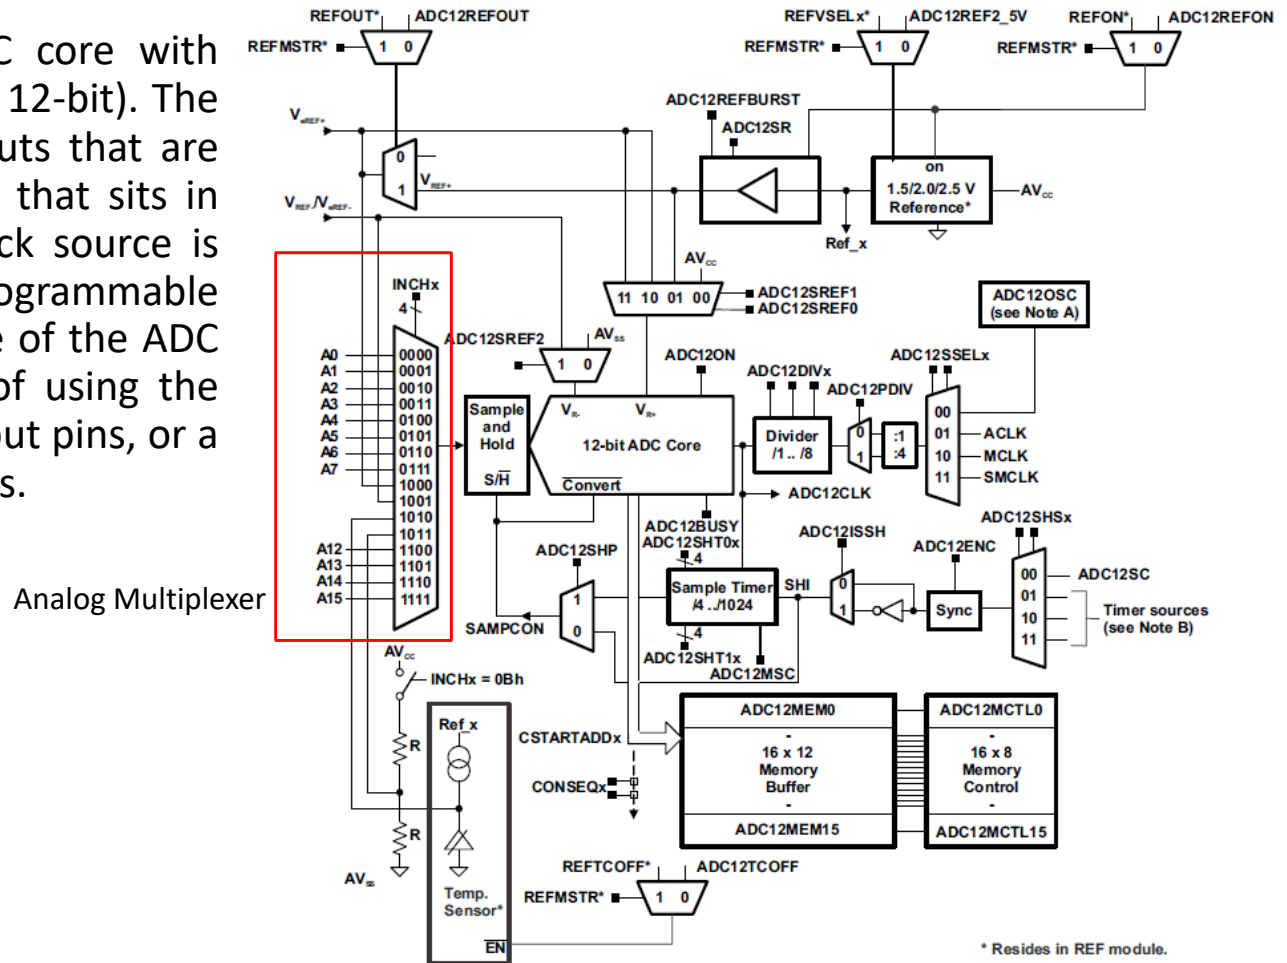 C core with
12-bit). The
uts that are
that sits in
ck source is
ogrammable
e of the ADC
of using the
out pins, or a
s.
Analog Multiplexer
REFOUT* ADC12REFOUT
REFMSTR* 1 0
REFVSELx* ADC12REF2_5V
REFMSTR* 1 0
REFON* ADC12REFON
REFMSTR* 1 0
VeREF+
0
1 VREF+
VREF-/VeREF-
ADC12REFBURST
ADC12SR
on
1.5/2.0/2.5 V
Reference*
AVcc
Ref_x
AVcc
11 10 01 00
ADC12SREF1
ADC12SREF0
ADC12SREF2
AVss
1 0
INCHx
4
A0 0000
A1 0001
A2 0010
A3 0011
A4 0100
A5 0101
A6 0110
A7 0111
1000
1001
1010
1011
A12 1100
A13 1101
A14 1110
A15 1111
Sample
and
Hold
S/H
VR- VR+
12-bit ADC Core
Convert
ADC12ON
ADC12BUSY
ADC12DIVx
Divider
/1 .. /8
ADC12PDIV
0
1
:1
:4
ADC12CLK
ADC12OSC
(see Note A)
ADC12SSELx
00
01 ACLK
10 MCLK
11 SMCLK
ADC12SHP
1
0
SAMPCON
ADC12SHT0x
4
Sample Timer
/4 ../1024
SHI
4
ADC12SHT1x
ADC12MSC
ADC12ISSH
0
1
ADC12ENC
Sync
ADC12SHSx
00 ADC12SC
01
10
11
Timer sources
(see Note B)
AVcc
INCHx = 0Bh
R
R
AVss
Ref_x
Temp.
Sensor*
EN
CSTARTADDx
CONSEQx
ADC12MEM0
-
16 x 12
Memory
Buffer
-
ADC12MEM15
ADC12MCTL0
-
16 x 8
Memory
Control
-
ADC12MCTL15
REFTCOFF* ADC12TCOFF
REFMSTR* 1 0
* Resides in REF module.